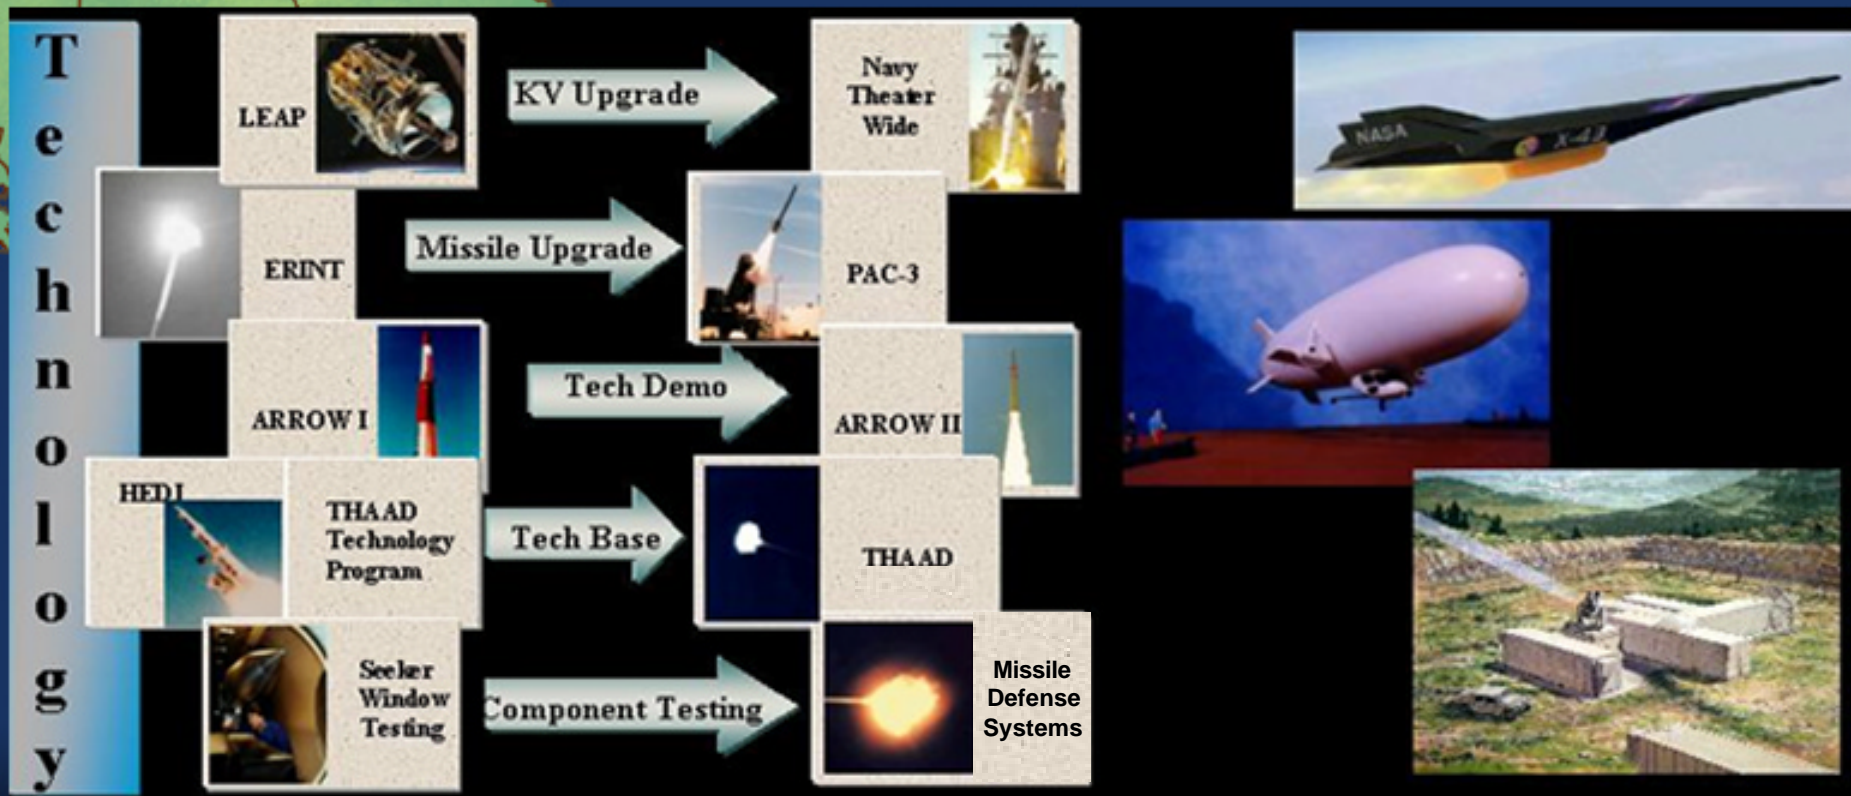 Technology
LEAP
KV Upgrade
Navy
Theater
Wide
ERINT
Missile Upgrade
PAC-3
ARROW I
Tech Demo
ARROW II
HEDI
THAAD
Technology
Program
Tech Base
THAAD
Seeker
Window
Testing
Component Testing
Missile
Defense
Systems
NASA
X-43